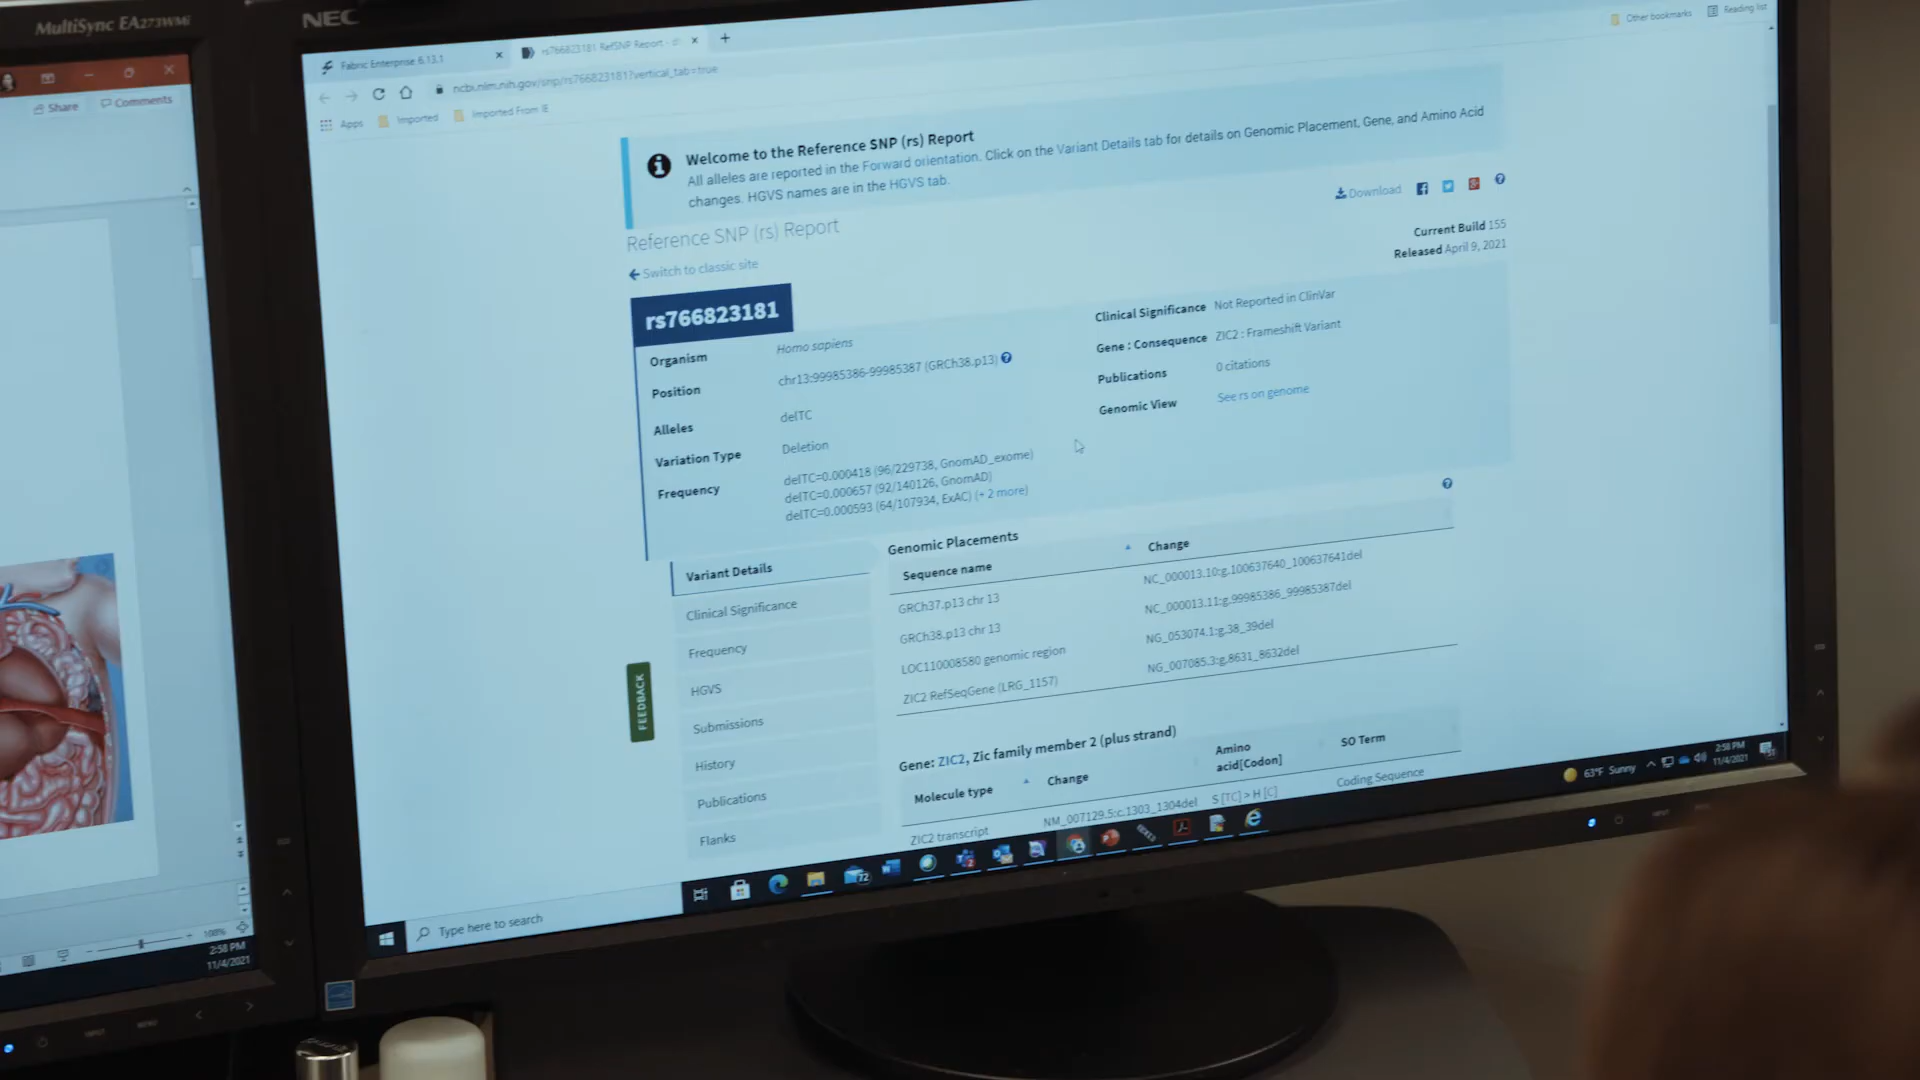 MultiSync EA273WMi
NEC
Share
Comments
Fabric Enterprise 6.13.1
rs766823181 RefSNP Report - d
ncbi.nlm.nih.gov/snp/rs766823181?vertical_tab=true
Other bookmarks
Reading list
Apps
Imported
Imported From IE
Welcome to the Reference SNP (rs) Report
All alleles are reported in the Forward orientation. Click on the Variant Details tab for details on Genomic Placement, Gene, and Amino Acid
changes. HGVS names are in the HGVS tab.
Download
Reference SNP (rs) Report
Switch to classic site
Current Build 155
Released April 9, 2021
rs766823181
Organism
Homo sapiens
Position
chr13:99985386-99985387 (GRCh38.p13)
Alleles
delTC
Variation Type
Deletion
Frequency
delTC=0.000418 (96/229738, GnomAD_exome)
delTC=0.000657 (92/140126, GnomAD)
delTC=0.000593 (64/107934, ExAC) (+ 2 more)
Clinical Significance
Not Reported in ClinVar
Gene : Consequence
ZIC2 : Frameshift Variant
Publications
0 citations
Genomic View
See rs on genome
Variant Details
Clinical Significance
Frequency
HGVS
Submissions
History
Publications
Flanks
FEEDBACK
Genomic Placements
Sequence name
Change
GRCh37.p13 chr 13
NC_000013.10:g.100637640_100637641del
GRCh38.p13 chr 13
NC_000013.11:g.99985386_99985387del
LOC110008580 genomic region
NG_053074.1:g.38_39del
ZIC2 RefSeqGene (LRG_1157)
NG_007085.3:g.8631_8632del
Gene: ZIC2, Zic family member 2 (plus strand)
Molecule type
Change
Amino
acid[Codon]
SO Term
ZIC2 transcript
NM_007129.5:c.1303_1304del
S [TC] > H [C]
Coding Sequence
Type here to search
72
63°F Sunny
2:58 PM
11/4/2021
100%
2:58 PM
11/4/2021
INPUT
MENU